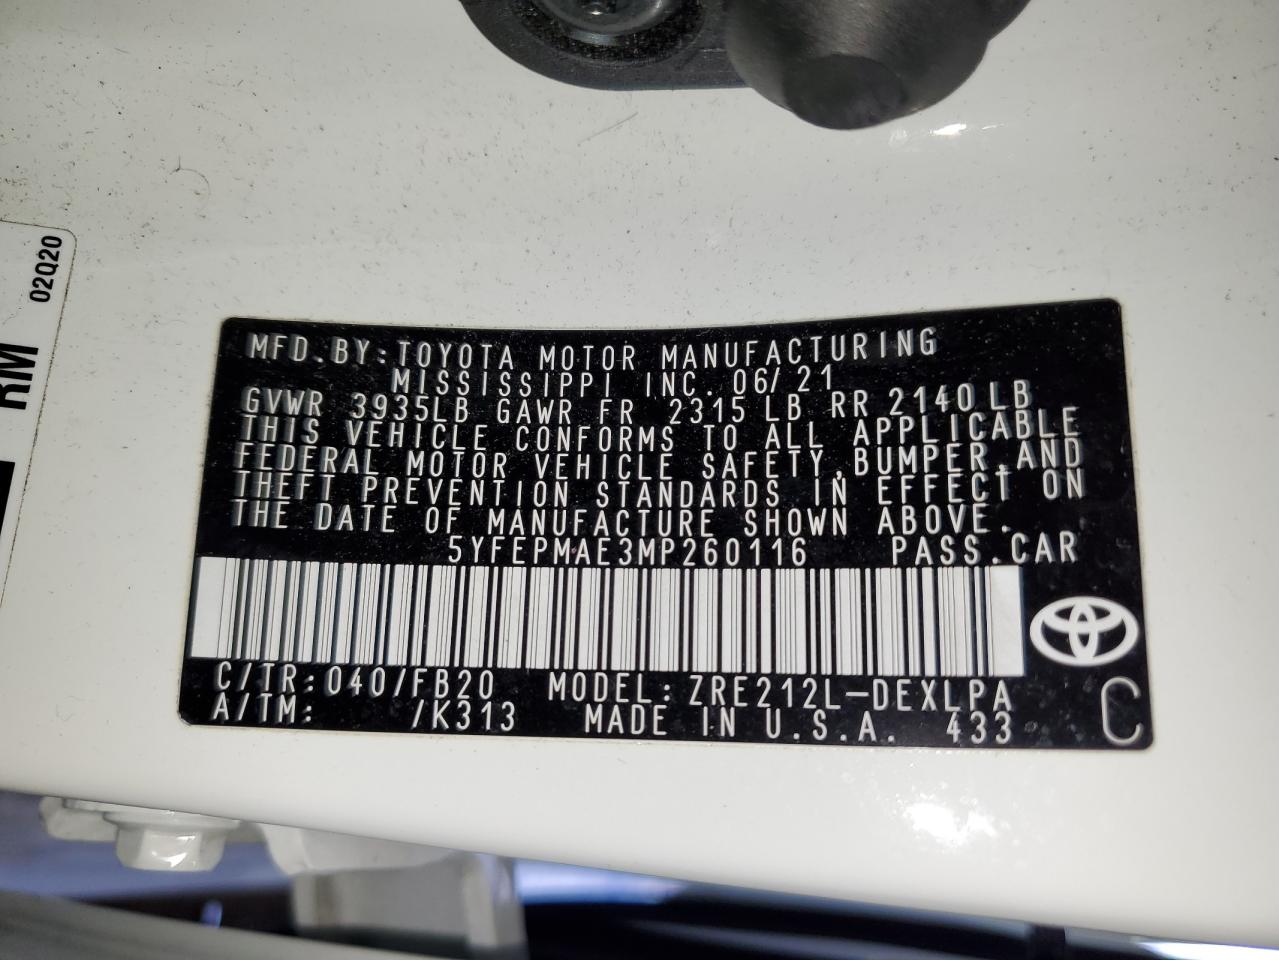 02Q20
RM
MFD.BY:TOYOTA MOTOR MANUFACTURING
MISSISSIPPI INC. 06/21
GVWR 3935LB GAWR FR 2315 LB RR 2140 LB
THIS VEHICLE CONFORMS TO ALL APPLICABLE
FEDERAL MOTOR VEHICLE SAFETY,BUMPER,AND
THEFT PREVENTION STANDARDS IN EFFECT ON
THE DATE OF MANUFACTURE SHOWN ABOVE.
5YFEPMAE3MP260116 PASS.CAR
C/TR:040/FB20 MODEL:ZRE212L-DEXLPA
A/TM: /K313 MADE IN U.S.A. 433 C